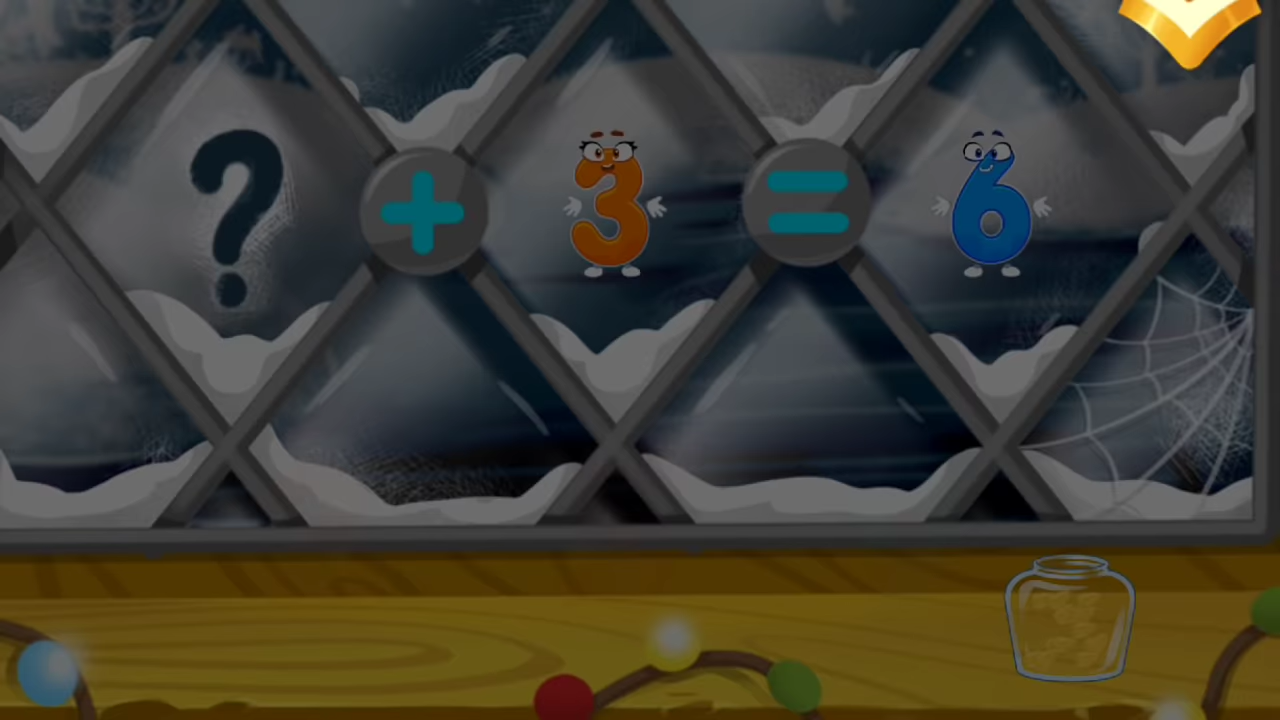 ? + 3 = 6